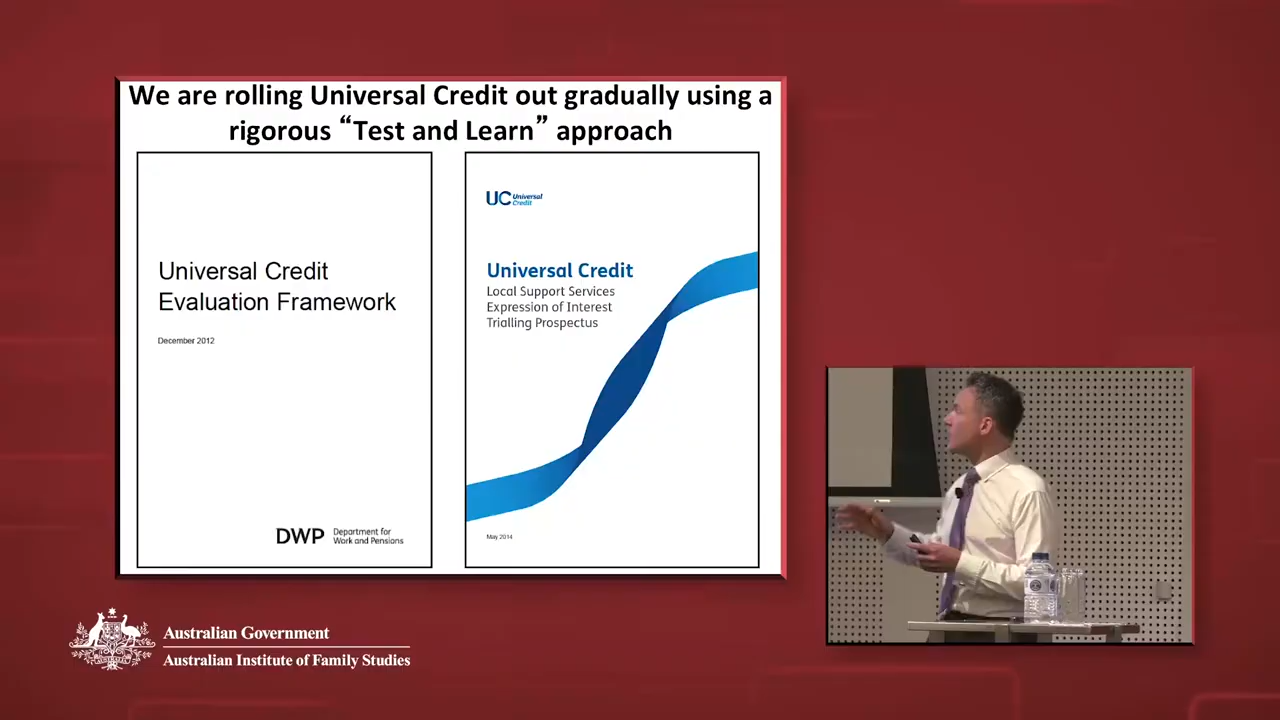 We are rolling Universal Credit out gradually using a
rigorous “Test and Learn” approach
Universal Credit
Evaluation Framework
December 2012
DWP Department for
Work and Pensions
UC Universal
Credit
Universal Credit
Local Support Services
Expression of Interest
Trialling Prospectus
May 2014
Australian Government
Australian Institute of Family Studies